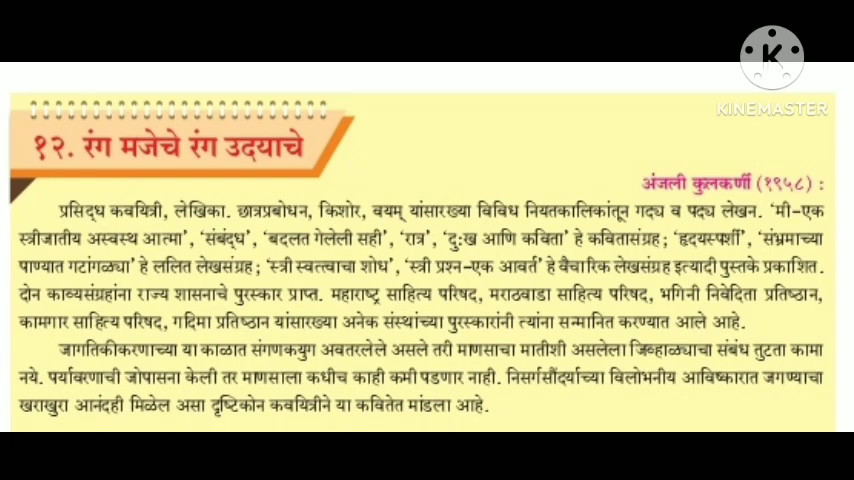 K
KINEMASTER
१२. रंग मजेचे रंग उदयाचे
अंजली कुलकर्णी (१९५८) :
प्रसिद्ध कवयित्री, लेखिका. छात्रप्रबोधन, किशोर, वयम् यांसारख्या विविध नियतकालिकांतून गद्य व पद्य लेखन. ‘मी-एक
स्त्रीजातीय अस्वस्थ आत्मा’, ‘संबंद्ध’, ‘बदलत गेलेली सही’, ‘रात्र’, ‘दुःख आणि कविता’ हे कवितासंग्रह; ‘हृदयस्पर्शी’, ‘संभ्रमाच्या
पाण्यात गटांगळ्या’ हे ललित लेखसंग्रह; ‘स्त्री स्वत्त्वाचा शोध’, ‘स्त्री प्रश्न-एक आवर्त’ हे वैचारिक लेखसंग्रह इत्यादी पुस्तके प्रकाशित.
दोन काव्यसंग्रहांना राज्य शासनाचे पुरस्कार प्राप्त. महाराष्ट्र साहित्य परिषद, मराठवाडा साहित्य परिषद, भगिनी निवेदिता प्रतिष्ठान,
कामगार साहित्य परिषद, गदिमा प्रतिष्ठान यांसारख्या अनेक संस्थांच्या पुरस्कारांनी त्यांना सन्मानित करण्यात आले आहे.
जागतिकीकरणाच्या या काळात संगणकयुग अवतरलेले असले तरी माणसाचा मातीशी असलेला जिव्हाळ्याचा संबंध तुटता कामा
नये. पर्यावरणाची जोपासना केली तर माणसाला कधीच काही कमी पडणार नाही. निसर्गसौंदर्याच्या विलोभनीय आविष्कारात जगण्याचा
खराखुरा आनंदही मिळेल असा दृष्टिकोन कवयित्रीने या कवितेत मांडला आहे.